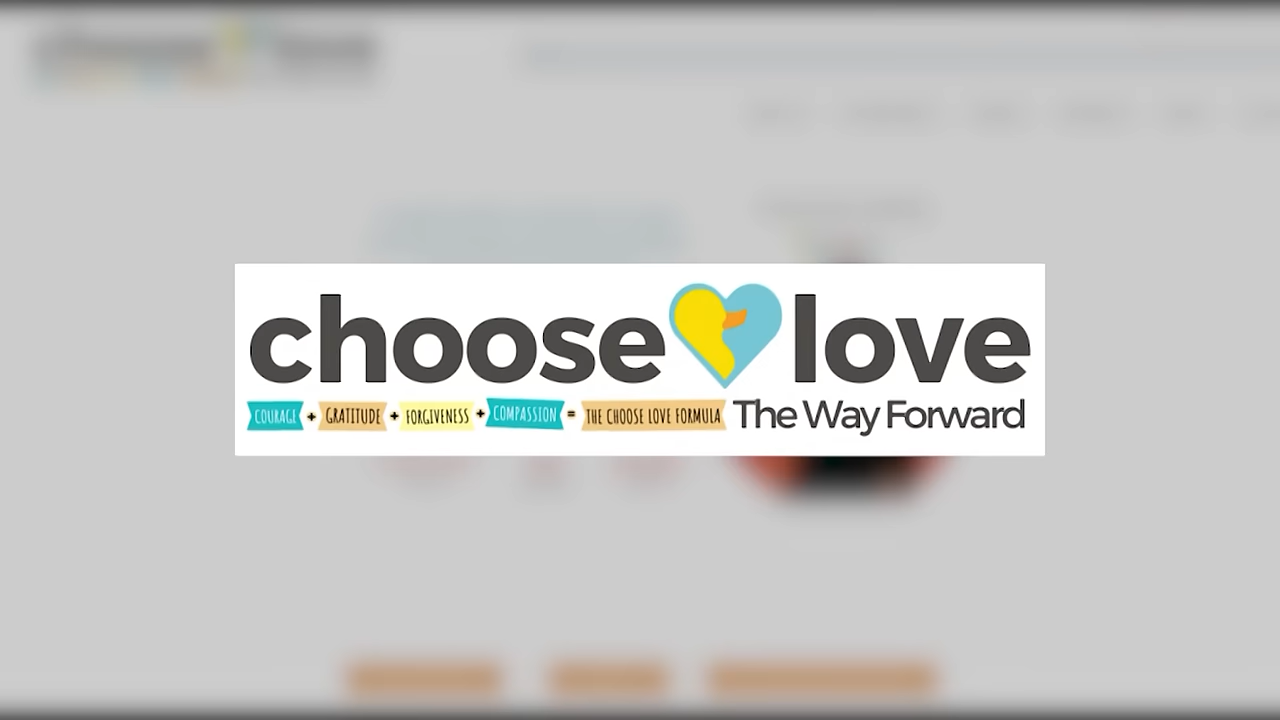 choose love
COURAGE + GRATITUDE + FORGIVENESS + COMPASSION = THE CHOOSE LOVE FORMULA The Way Forward